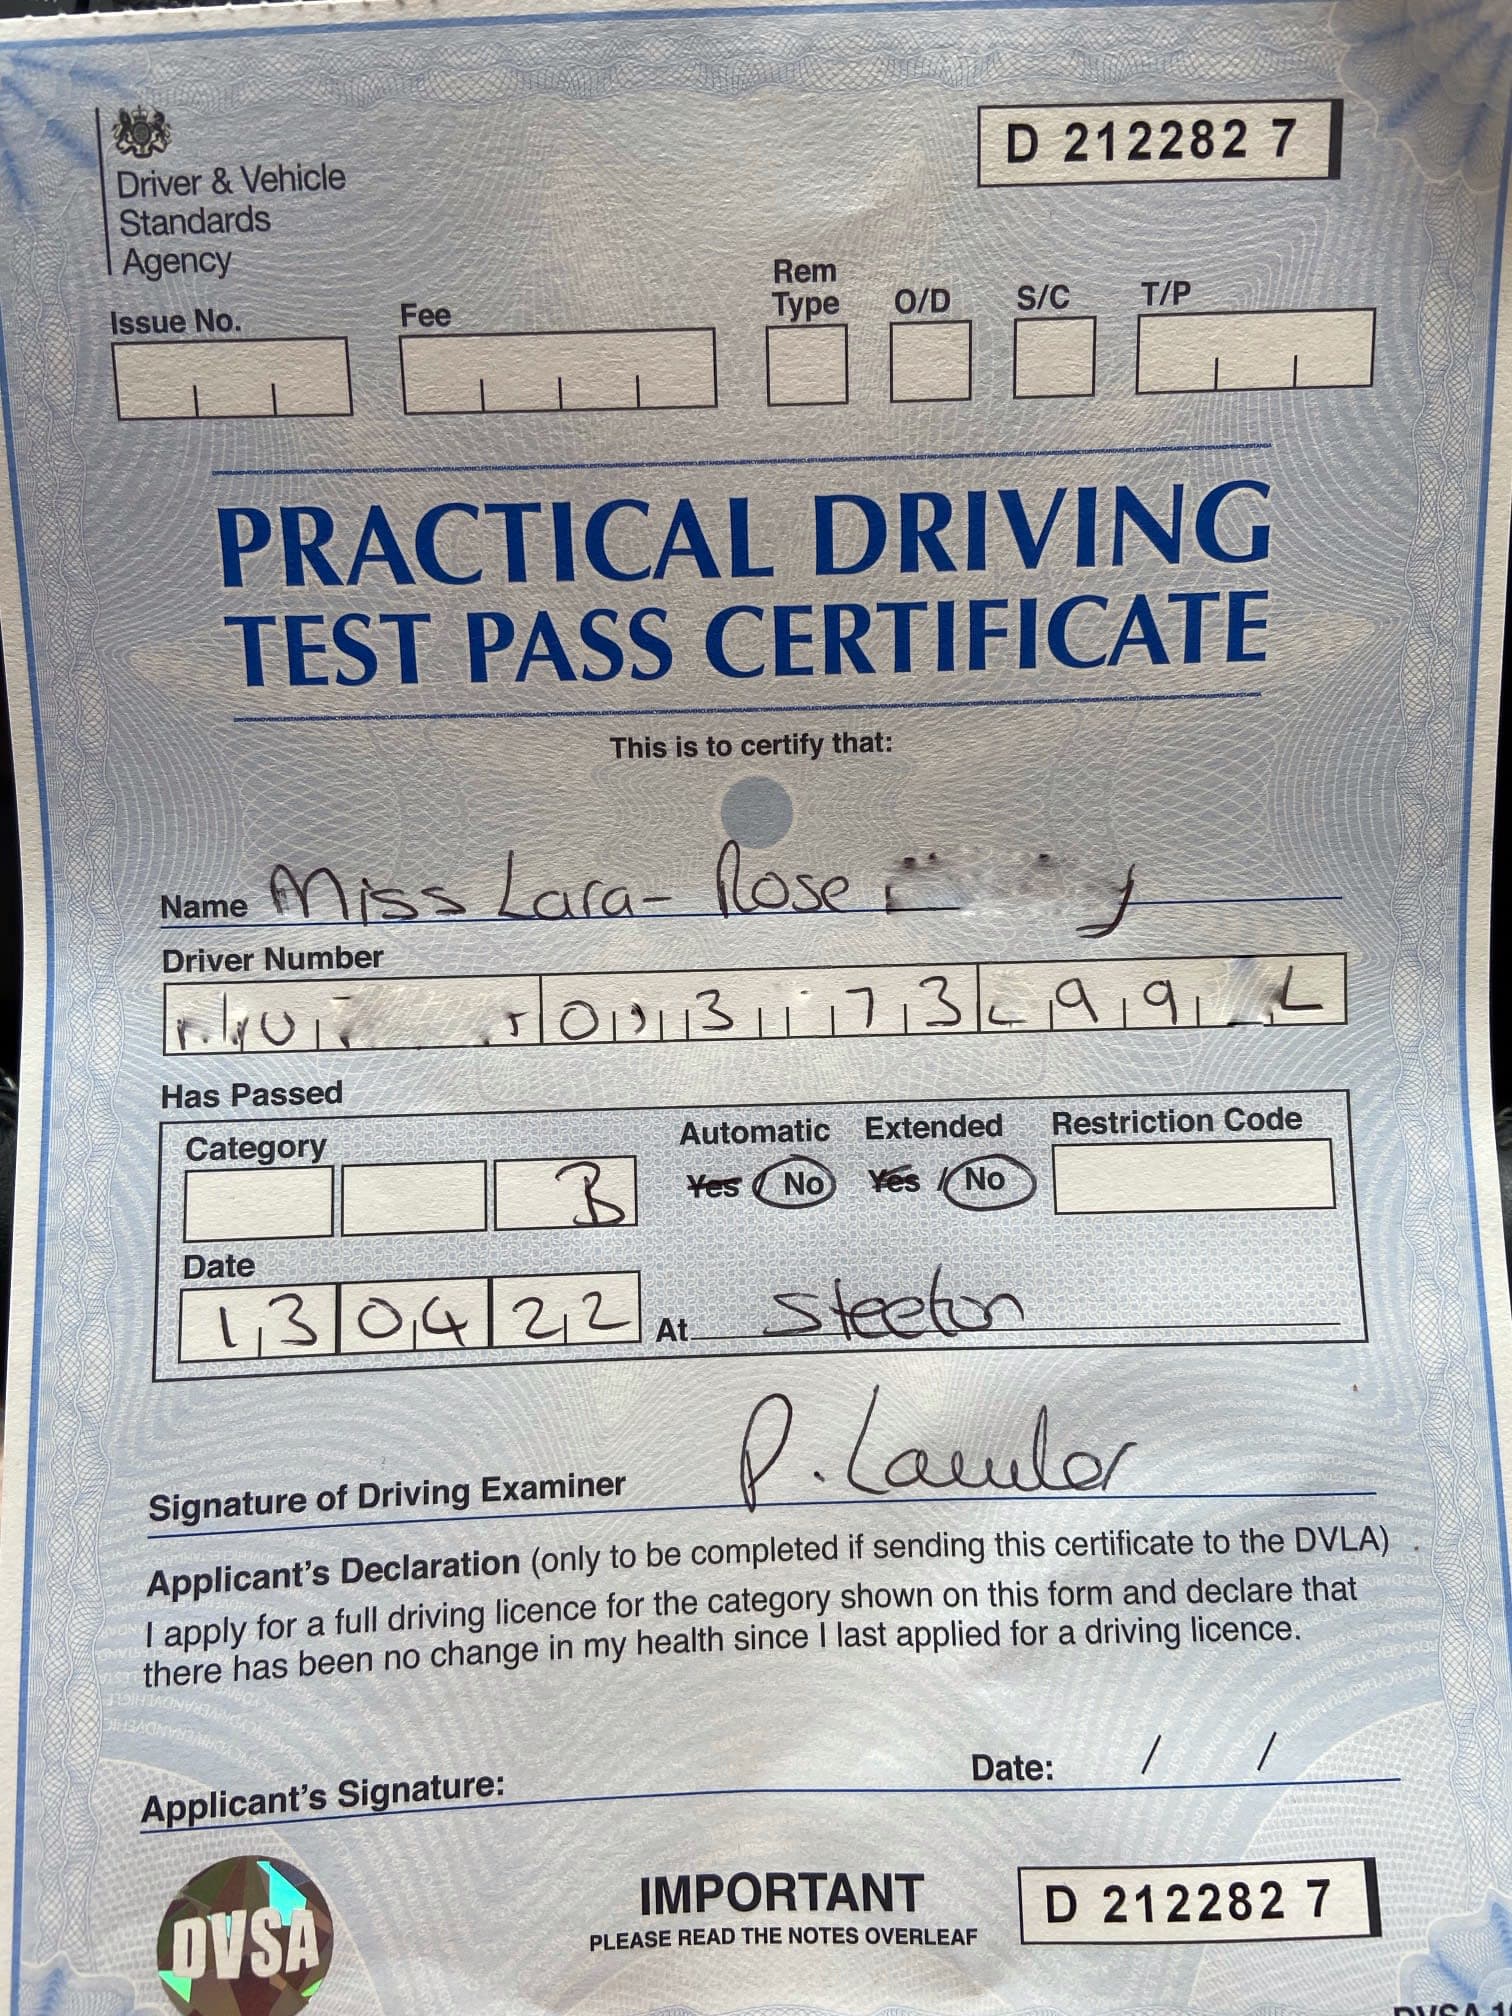 D 212282 7
Driver & Vehicle
Standards
Agency
Issue No.
Fee
Rem
Type
O/D
S/C
T/P
PRACTICAL DRIVING
TEST PASS CERTIFICATE
This is to certify that:
Name Miss Lara-Rose
Driver Number
Has Passed
Category
Automatic
Extended
Restriction Code
B
Yes / No
Yes / No
Date
13 04 22
At Steeton
Signature of Driving Examiner P. Lawlor
Applicant's Declaration (only to be completed if sending this certificate to the DVLA)
I apply for a full driving licence for the category shown on this form and declare that
there has been no change in my health since I last applied for a driving licence.
Applicant's Signature:
Date: / /
DVSA
IMPORTANT
PLEASE READ THE NOTES OVERLEAF
D 212282 7